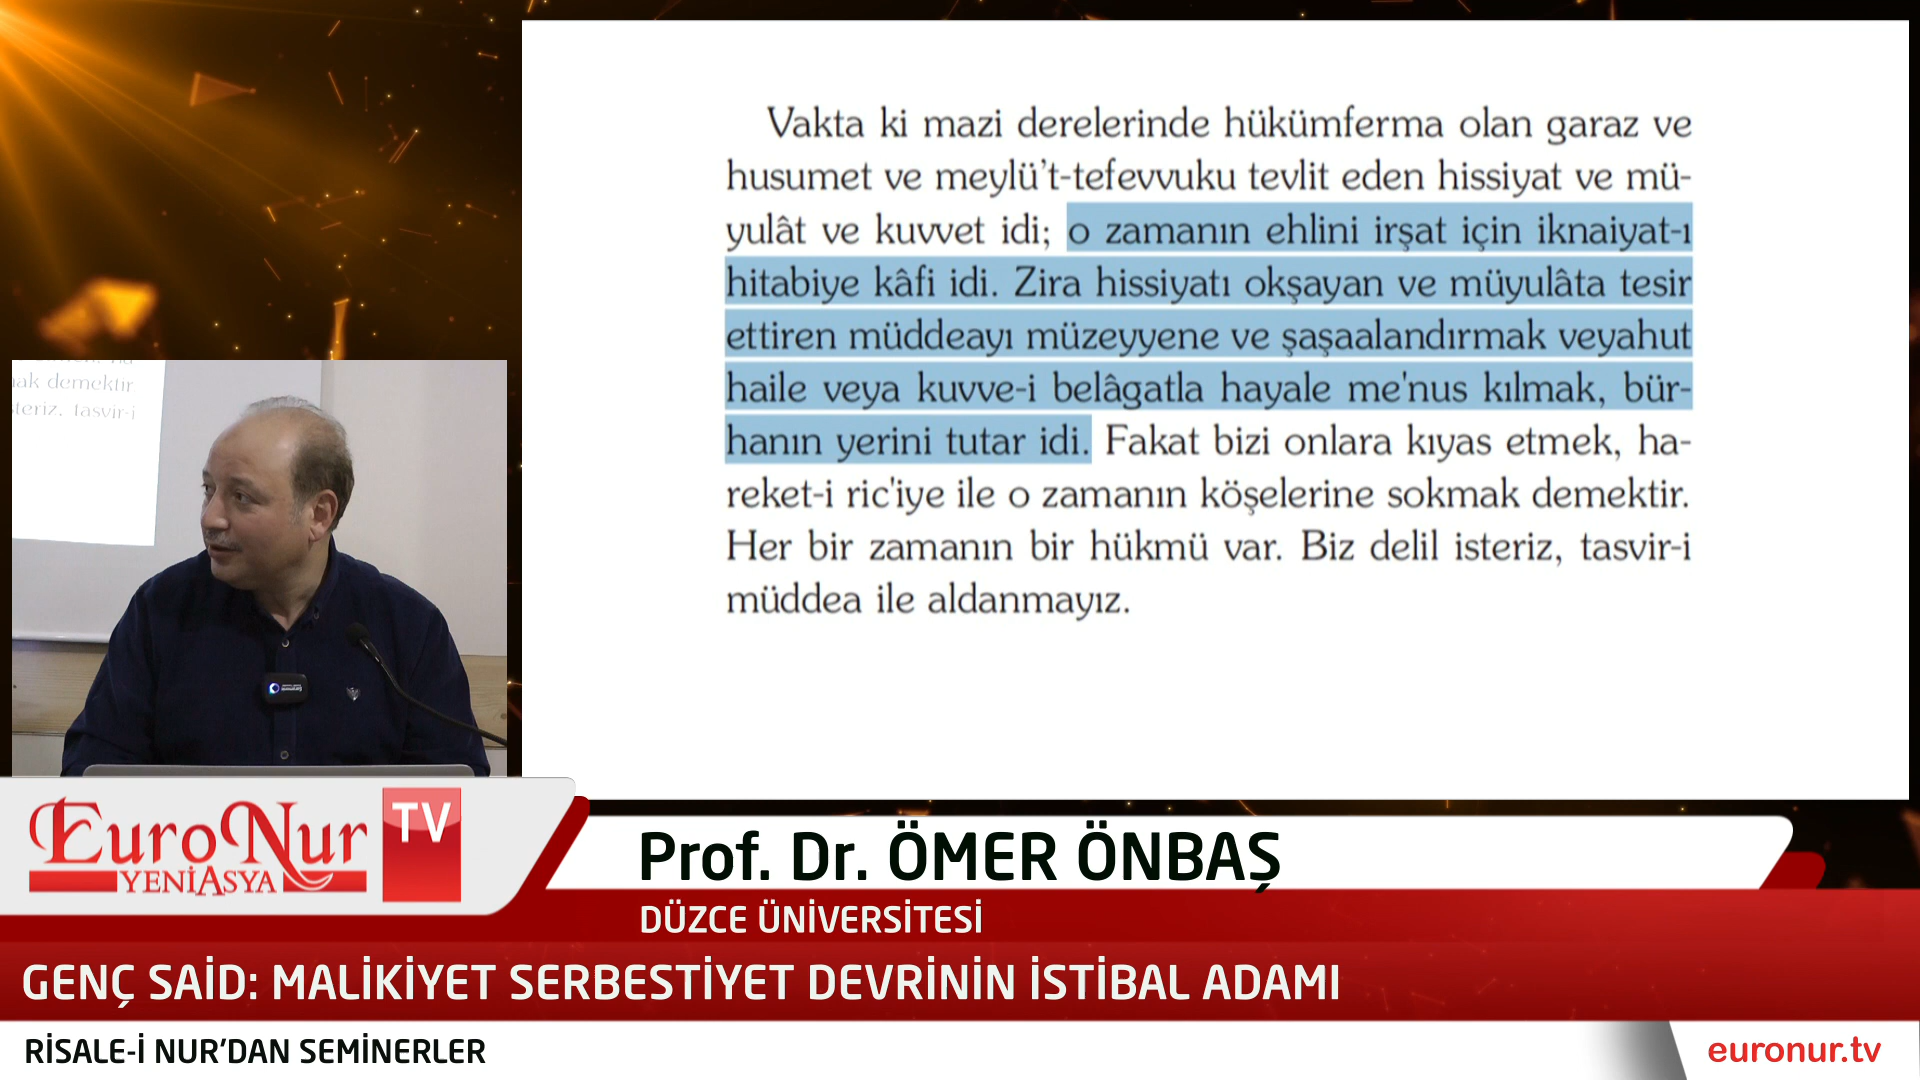 Vakta ki mazi derelerinde hükümferma olan garaz ve
husumet ve meylü’t-tefevvuku tevlit eden hissiyat ve mü-
yulât ve kuvvet idi; o zamanın ehlini irşat için iknaiyat-ı
hitabiye kâfi idi. Zira hissiyatı okşayan ve müyulâta tesir
ettiren müddeayı müzeyyene ve şaşaalandırmak veyahut
haile veya kuvve-i belâgatla hayale me'nus kılmak, bür-
hanın yerini tutar idi. Fakat bizi onlara kıyas etmek, ha-
reket-i ric'iye ile o zamanın köşelerine sokmak demektir.
Her bir zamanın bir hükmü var. Biz delil isteriz, tasvir-i
müddea ile aldanmayız.
ak demektir
steriz, tasvir-i
EuroNur TV
YENİASYA
Prof. Dr. ÖMER ÖNBAŞ
DÜZCE ÜNİVERSİTESİ
GENÇ SAİD: MALİKİYET SERBESTİYET DEVRİNİN İSTİBAL ADAMI
RİSALE-İ NUR’DAN SEMİNERLER
euronur.tv